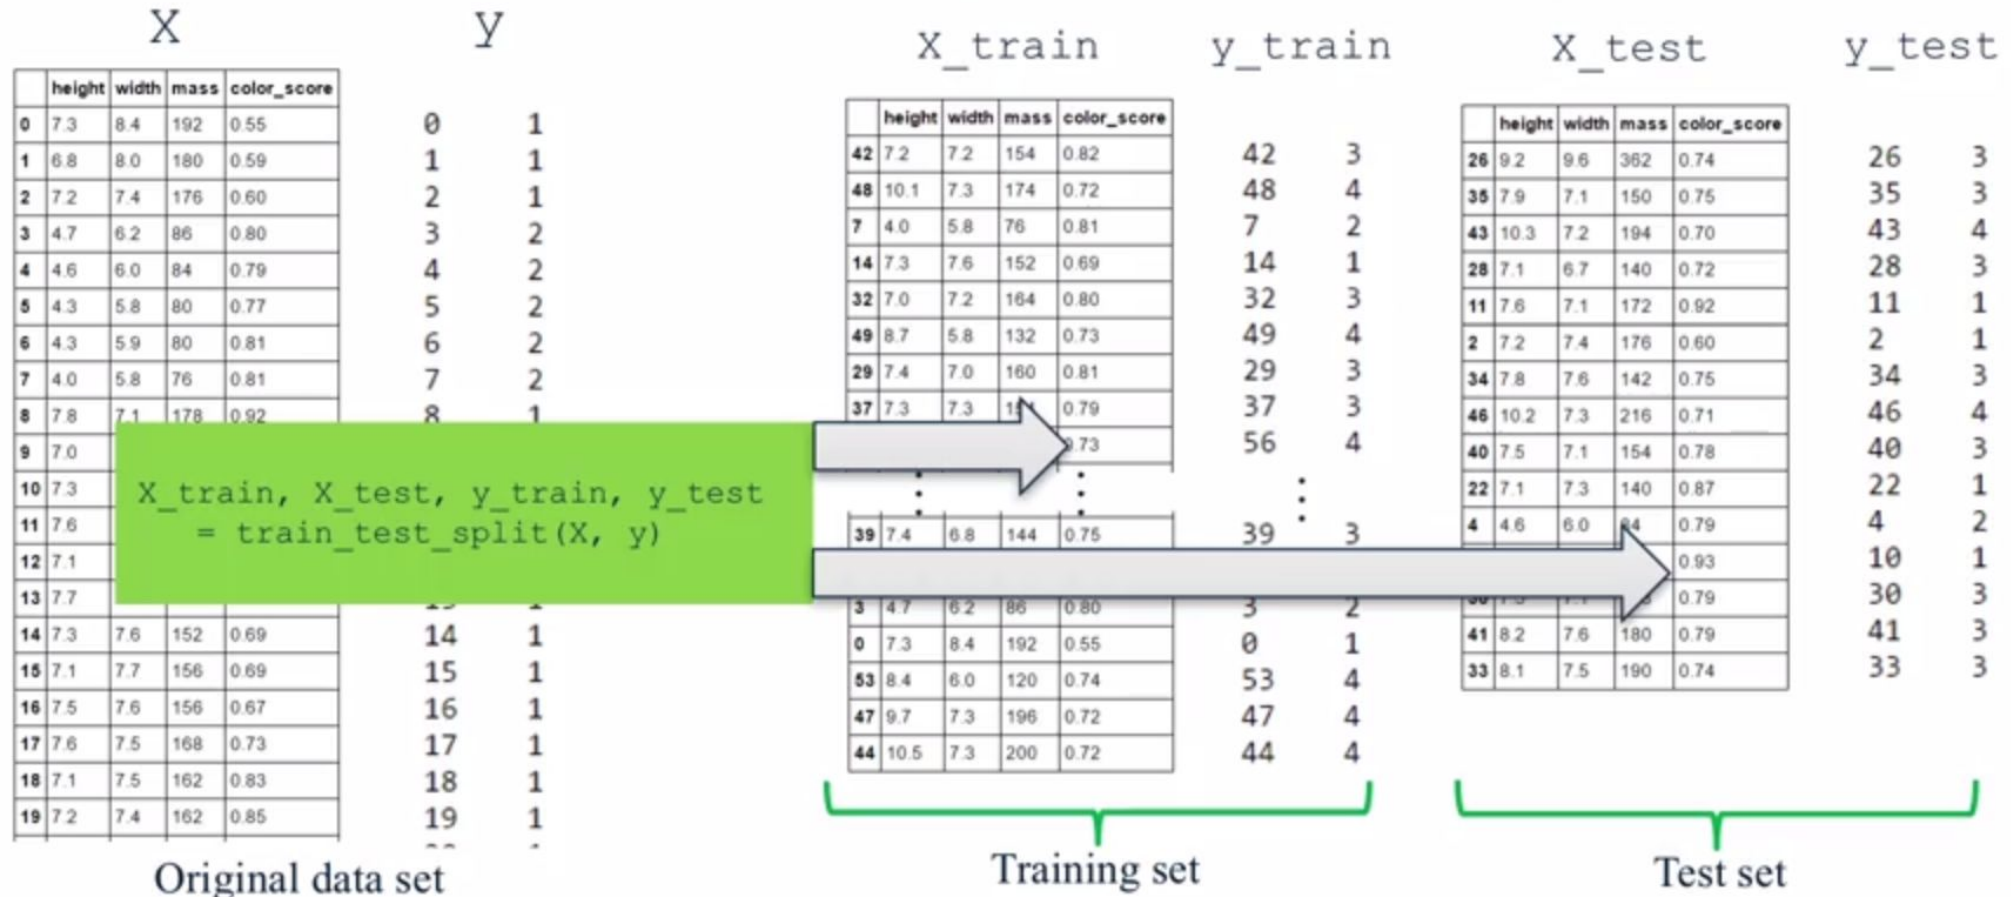 X y
height width mass color_score
0 7.3 8.4 192 0.55 0 1
1 6.8 8.0 180 0.59 1 1
2 7.2 7.4 176 0.60 2 1
3 4.7 6.2 86 0.80 3 2
4 4.6 6.0 84 0.79 4 2
5 4.3 5.8 80 0.77 5 2
6 4.3 5.9 80 0.81 6 2
7 4.0 5.8 76 0.81 7 2
8 7.8 7.1 178 0.92 8 1
9 7.0
10 7.3
11 7.6
12 7.1
13 7.7
14 7.3 7.6 152 0.69 14 1
15 7.1 7.7 156 0.69 15 1
16 7.5 7.6 156 0.67 16 1
17 7.6 7.5 168 0.73 17 1
18 7.1 7.5 162 0.83 18 1
19 7.2 7.4 162 0.85 19 1
Original data set
X_train, X_test, y_train, y_test
= train_test_split(X, y)
X_train y_train
height width mass color_score
42 7.2 7.2 154 0.82 42 3
48 10.1 7.3 174 0.72 48 4
7 4.0 5.8 76 0.81 7 2
14 7.3 7.6 152 0.69 14 1
32 7.0 7.2 164 0.80 32 3
49 8.7 5.8 132 0.73 49 4
29 7.4 7.0 160 0.81 29 3
37 7.3 7.3 0.79 37 3
56 4
39 7.4 6.8 144 0.75 39 3
3 4.7 6.2 86 0.80 3 2
0 7.3 8.4 192 0.55 0 1
53 8.4 6.0 120 0.74 53 4
47 9.7 7.3 196 0.72 47 4
44 10.5 7.3 200 0.72 44 4
Training set
X_test y_test
height width mass color_score
26 9.2 9.6 362 0.74 26 3
35 7.9 7.1 150 0.75 35 3
43 10.3 7.2 194 0.70 43 4
28 7.1 6.7 140 0.72 28 3
11 7.6 7.1 172 0.92 11 1
2 7.2 7.4 176 0.60 2 1
34 7.8 7.6 142 0.75 34 3
46 10.2 7.3 216 0.71 46 4
40 7.5 7.1 154 0.78 40 3
22 7.1 7.3 140 0.87 22 1
4 4.6 6.0 84 0.79 4 2
0.93 10 1
0.79 30 3
41 8.2 7.6 180 0.79 41 3
33 8.1 7.5 190 0.74 33 3
Test set